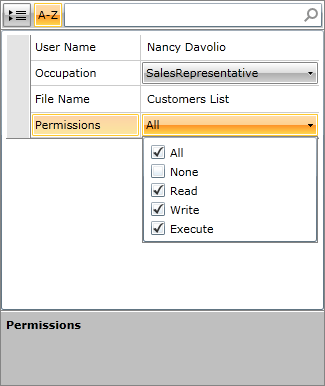 A-Z
User Name Nancy Davolio
Occupation SalesRepresentative
File Name Customers List
Permissions All
All
None
Read
Write
Execute
Permissions